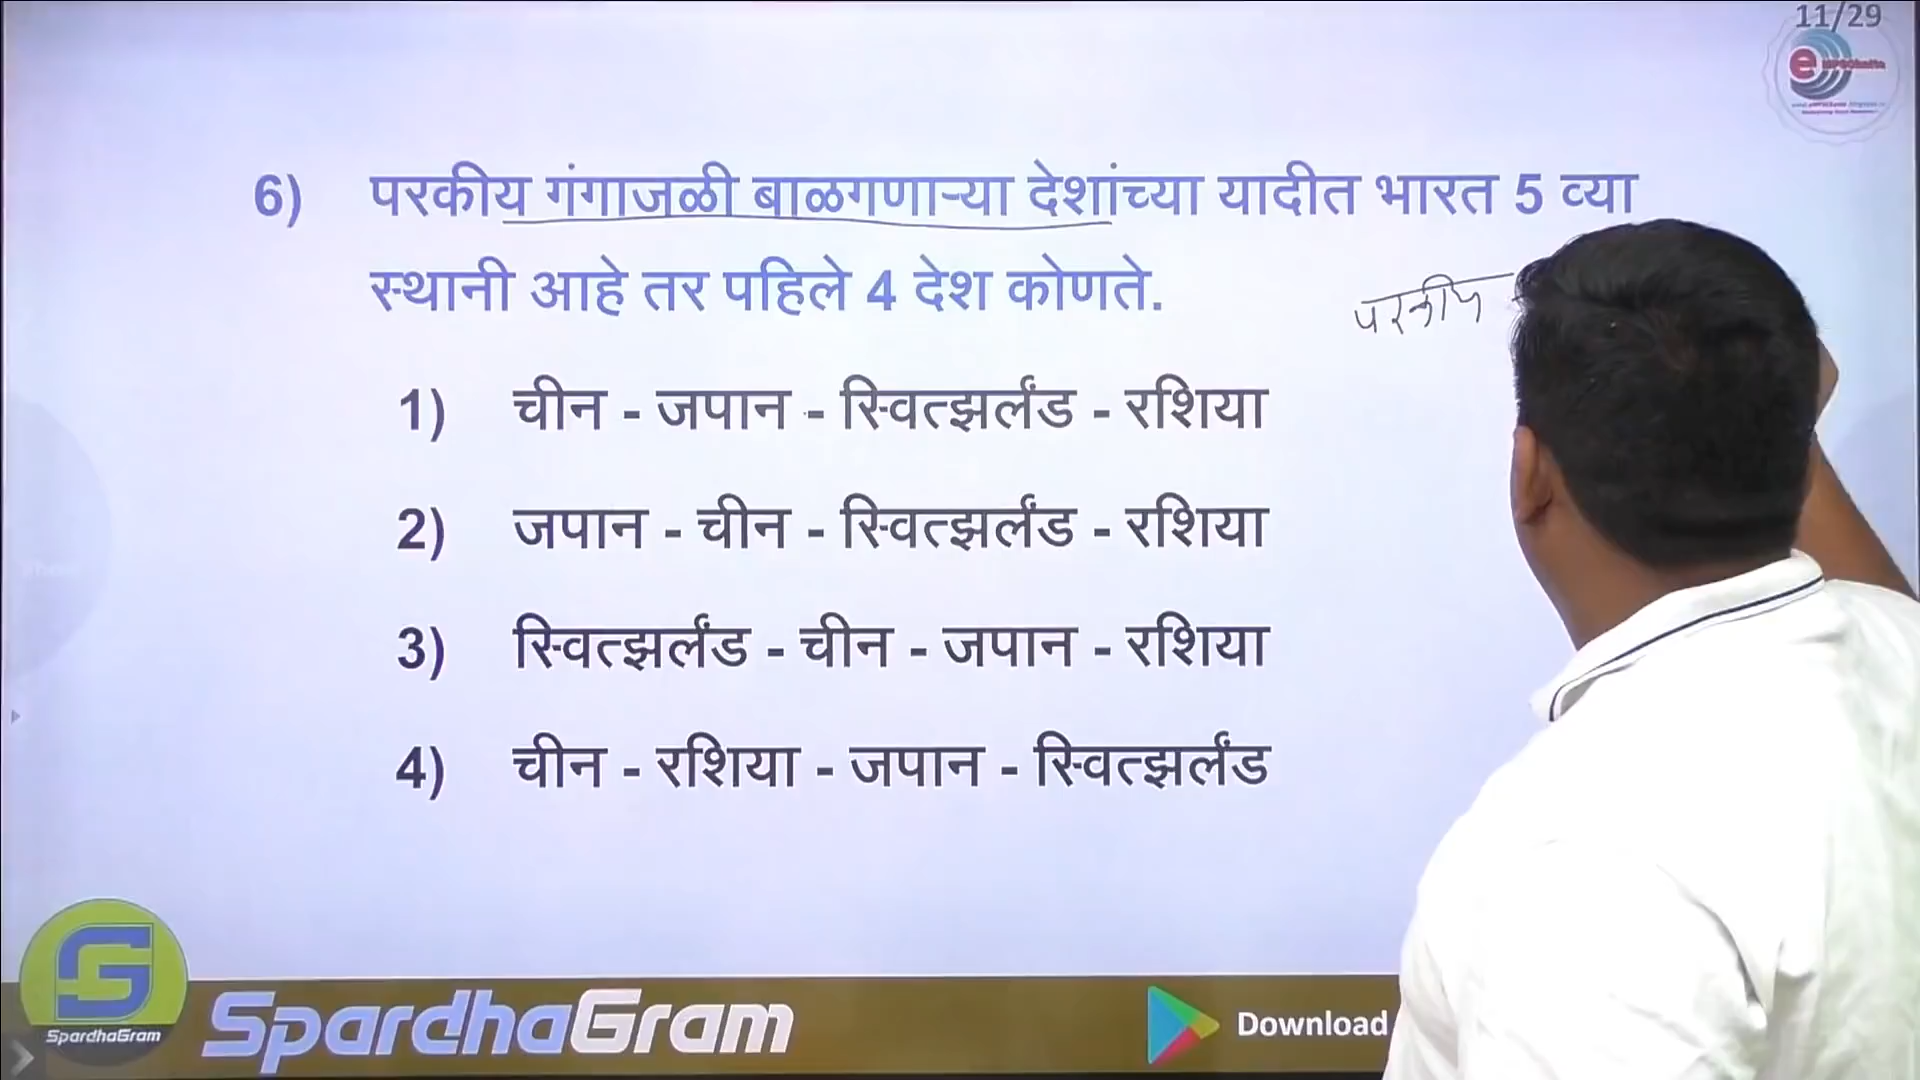 11/29
e
6) परकीय गंगाजळी बाळगणाऱ्या देशांच्या यादीत भारत 5 व्या
स्थानी आहे तर पहिले 4 देश कोणते.
परकीय
1) चीन - जपान - स्वित्झर्लंड - रशिया
2) जपान - चीन - स्वित्झर्लंड - रशिया
3) स्वित्झर्लंड - चीन - जपान - रशिया
4) चीन - रशिया - जपान - स्वित्झर्लंड
SpardhaGram
SpardhaGram
Download